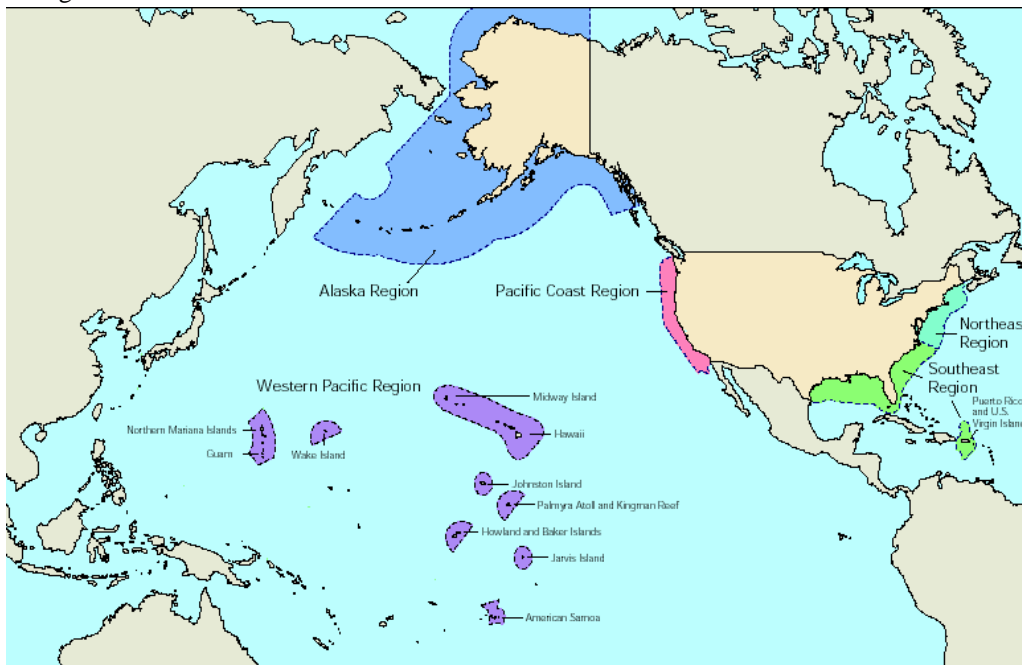 Alaska Region
Pacific Coast Region
Northeast
Region
Southeast
Region
Western Pacific Region
Puerto Rico
and U.S.
Virgin Island
Midway Island
Northern Mariana Islands
Hawaii
Guam
Wake Island
Johnston Island
Palmyra Atoll and Kingman Reef
Howland and Baker Islands
Jarvis Island
American Samoa